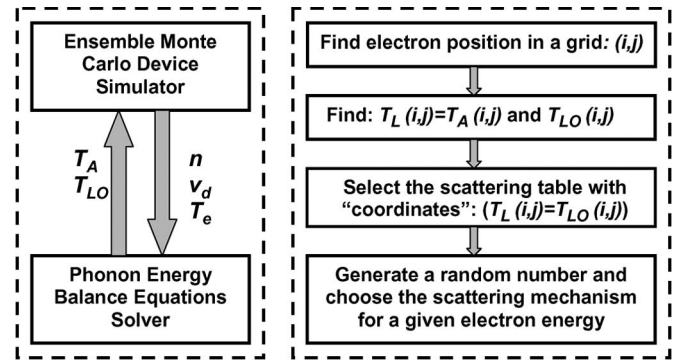 Ensemble Monte
Carlo Device
Simulator
T_A
T_LO
n
v_d
T_e
Phonon Energy
Balance Equations
Solver
Find electron position in a grid: (i,j)
Find: T_L (i,j)=T_A (i,j) and T_LO (i,j)
Select the scattering table with
“coordinates”: (T_L (i,j)=T_LO (i,j))
Generate a random number and
choose the scattering mechanism
for a given electron energy